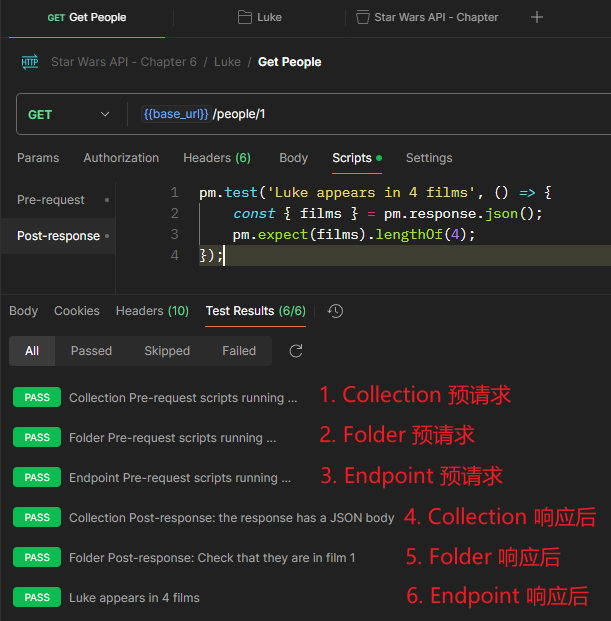 GET Get People Luke Star Wars API - Chapter
HTTP Star Wars API - Chapter 6 / Luke / Get People
GET {{base_url}} /people/1
Params Authorization Headers (6) Body Scripts Settings
Pre-request
Post-response
1 pm.test('Luke appears in 4 films', () => {
2 const { films } = pm.response.json();
3 pm.expect(films).lengthOf(4);
4 });
Body Cookies Headers (10) Test Results (6/6)
All Passed Skipped Failed
PASS Collection Pre-request scripts running ... 1. Collection 预请求
PASS Folder Pre-request scripts running ... 2. Folder 预请求
PASS Endpoint Pre-request scripts running ... 3. Endpoint 预请求
PASS Collection Post-response: the response has a JSON body 4. Collection 响应后
PASS Folder Post-response: Check that they are in film 1 5. Folder 响应后
PASS Luke appears in 4 films 6. Endpoint 响应后